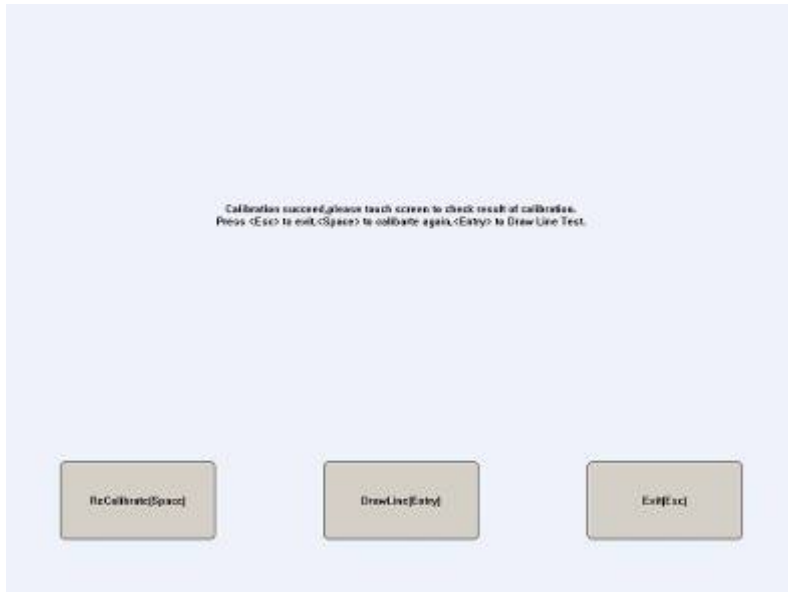 Calibration succeed,please touch screen to check result of calibration.
Press <Esc> to exit,<Space> to calibarte again,<Entry> to Draw Line Test.
ReCalibrate(Space)
DrawLine(Entry)
Exit(Esc)